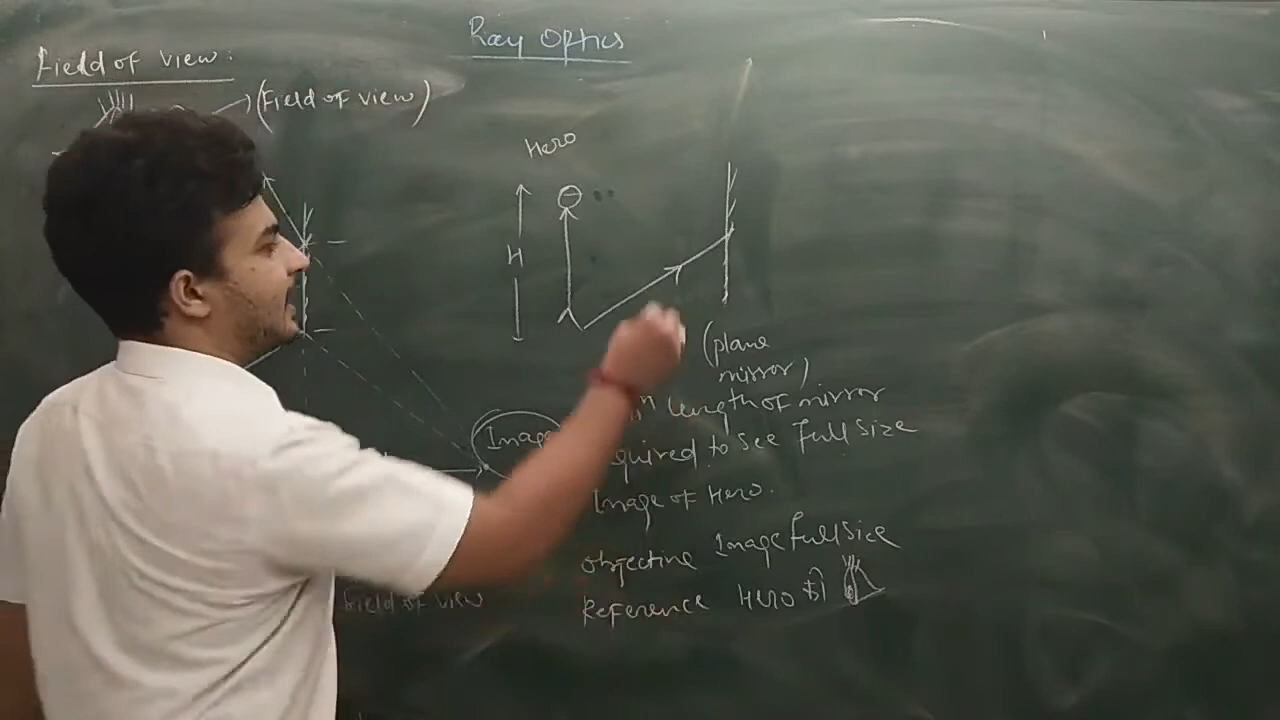 Ray Optics
Field of view:
(Field of view)
Hero
H
(plane
mirror)
length of mirror
Image
quired to see Full Size
Image of Hero.
objective Image Full Size
Reference Hero की
Field of view